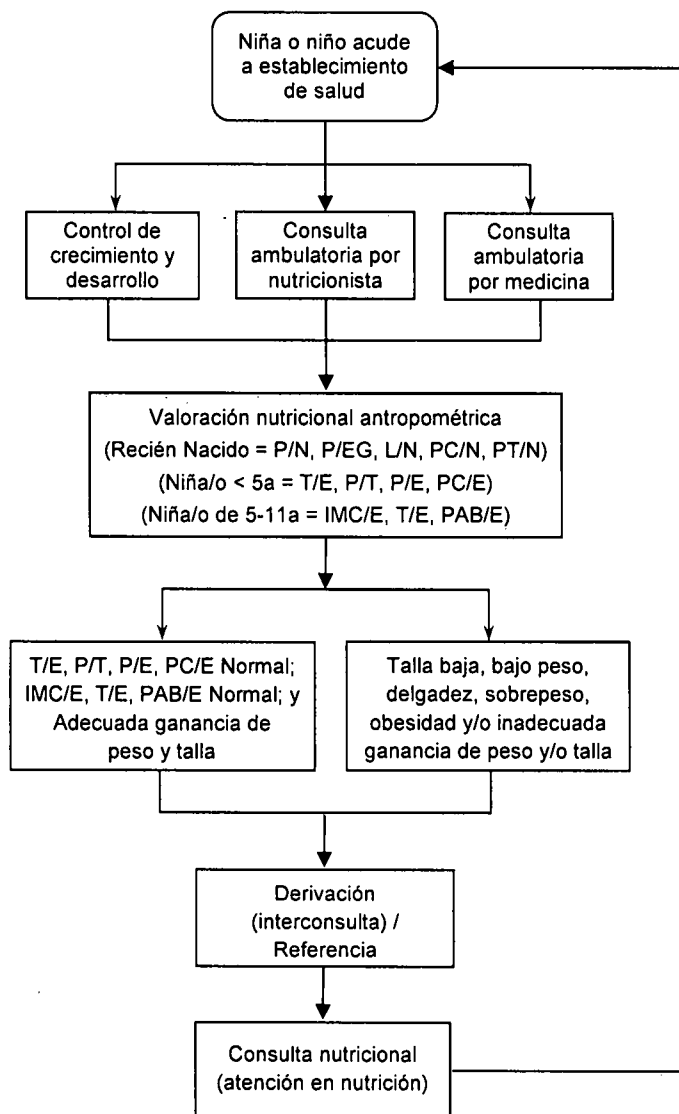 Niña o niño acude
a establecimiento
de salud
Control de
crecimiento y
desarrollo
Consulta
ambulatoria por
nutricionista
Consulta
ambulatoria
por medicina
Valoración nutricional antropométrica
(Recién Nacido = P/N, P/EG, L/N, PC/N, PT/N)
(Niña/o < 5a = T/E, P/T, P/E, PC/E)
(Niña/o de 5-11a = IMC/E, T/E, PAB/E)
T/E, P/T, P/E, PC/E Normal;
IMC/E, T/E, PAB/E Normal; y
Adecuada ganancia de
peso y talla
Talla baja, bajo peso,
delgadez, sobrepeso,
obesidad y/o inadecuada
ganancia de peso y/o talla
Derivación
(interconsulta) /
Referencia
Consulta nutricional
(atención en nutrición)